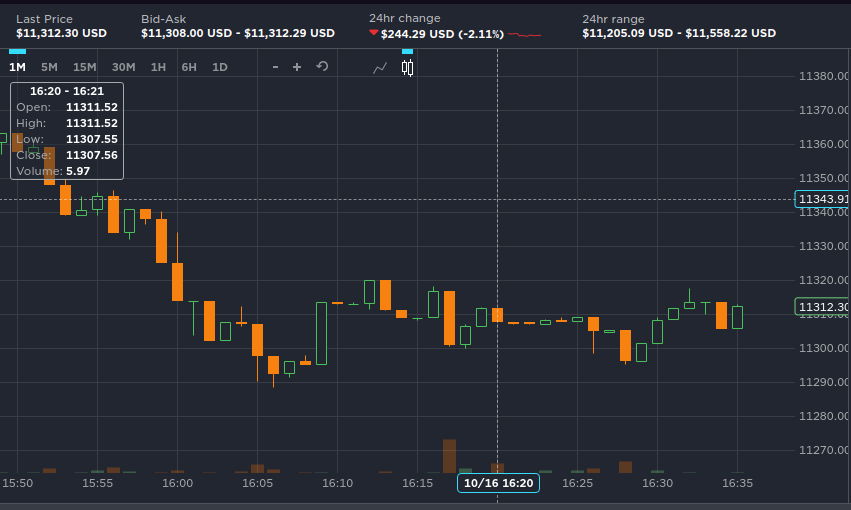 Last Price
$11,312.30 USD
Bid-Ask
$11,308.00 USD - $11,312.29 USD
24hr change
$244.29 USD (-2.11%)
24hr range
$11,205.09 USD - $11,558.22 USD
1M 5M 15M 30M 1H 6H 1D - +
16:20 - 16:21
Open: 11311.52
High: 11311.52
Low: 11307.55
Close: 11307.56
Volume: 5.97
11380.00
11370.00
11360.00
11350.00
11343.91
11340.00
11330.00
11320.00
11312.30
11310.00
11300.00
11290.00
11280.00
11270.00
15:50 15:55 16:00 16:05 16:10 16:15 10/16 16:20 16:25 16:30 16:35